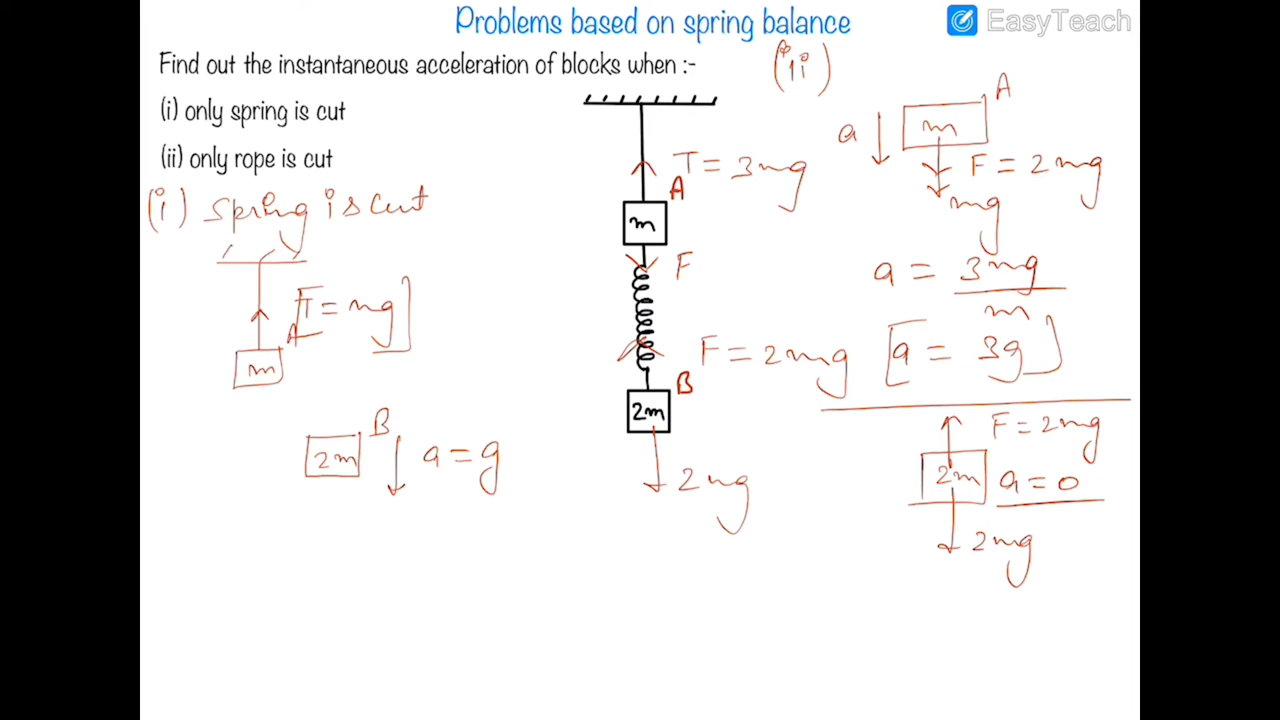 Problems based on spring balance
EasyTeach
Find out the instantaneous acceleration of blocks when :-
(i) only spring is cut
(ii) only rope is cut
(i) Spring is cut
T = mg
A
m
B
2m
a = g
T = 3mg
A
m
F
F = 2mg
B
2m
2mg
(ii)
A
m
a
F = 2mg
mg
a = 3mg
m
a = 3g
F = 2mg
2m
a = 0
2mg